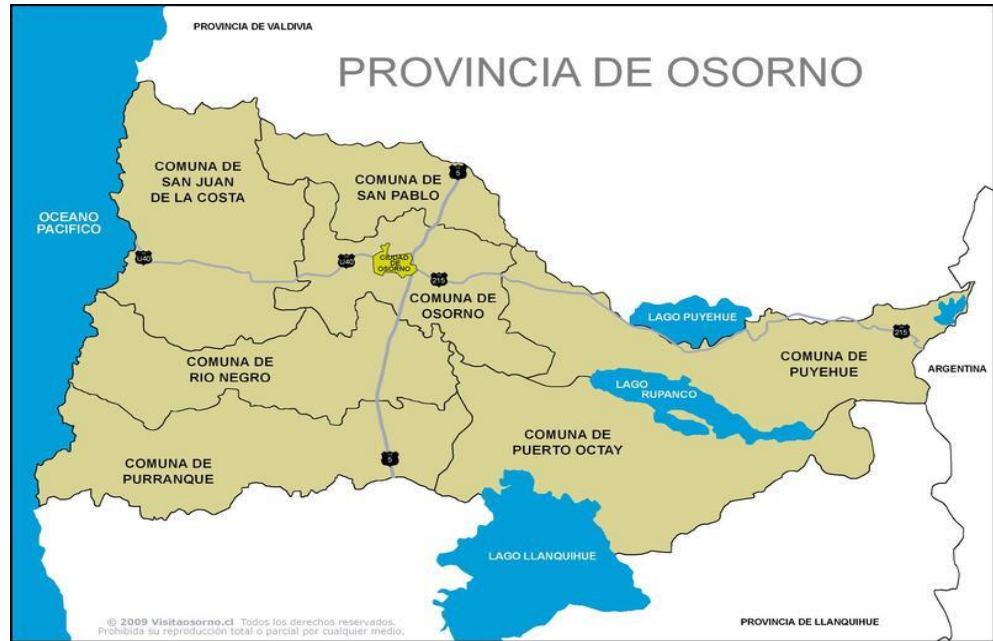 PROVINCIA DE VALDIVIA
PROVINCIA DE OSORNO
COMUNA DE
SAN JUAN
DE LA COSTA
COMUNA DE
SAN PABLO
5
OCEANO
PACIFICO
U40
U40
CIUDAD
DE
OSORNO
215
COMUNA DE
OSORNO
LAGO PUYEHUE
215
COMUNA DE
PUYEHUE
ARGENTINA
COMUNA DE
RIO NEGRO
LAGO
RUPANCO
COMUNA DE
PUERTO OCTAY
COMUNA DE
PURRANQUE
5
LAGO LLANQUIHUE
© 2009 Visitaosorno.cl Todos los derechos reservados.
Prohibida su reproducción total o parcial por cualquier medio.
PROVINCIA DE LLANQUIHUE